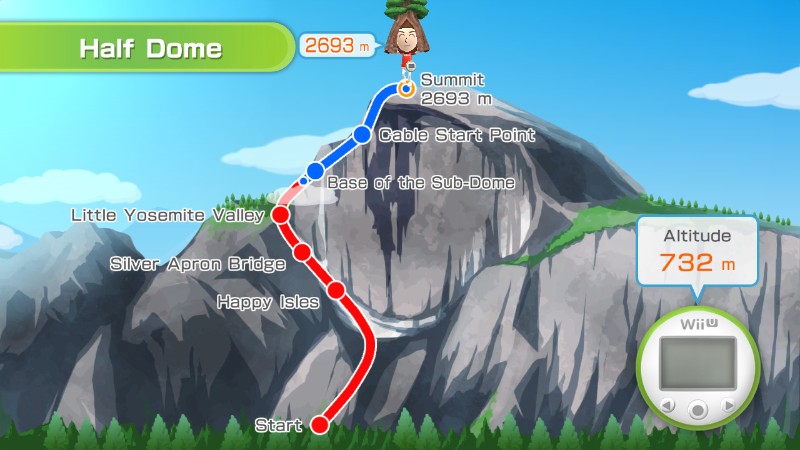 Half Dome
2693 m
Summit
2693 m
Cable Start Point
Base of the Sub-Dome
Little Yosemite Valley
Silver Apron Bridge
Happy Isles
Start
Altitude
732 m
Wii U